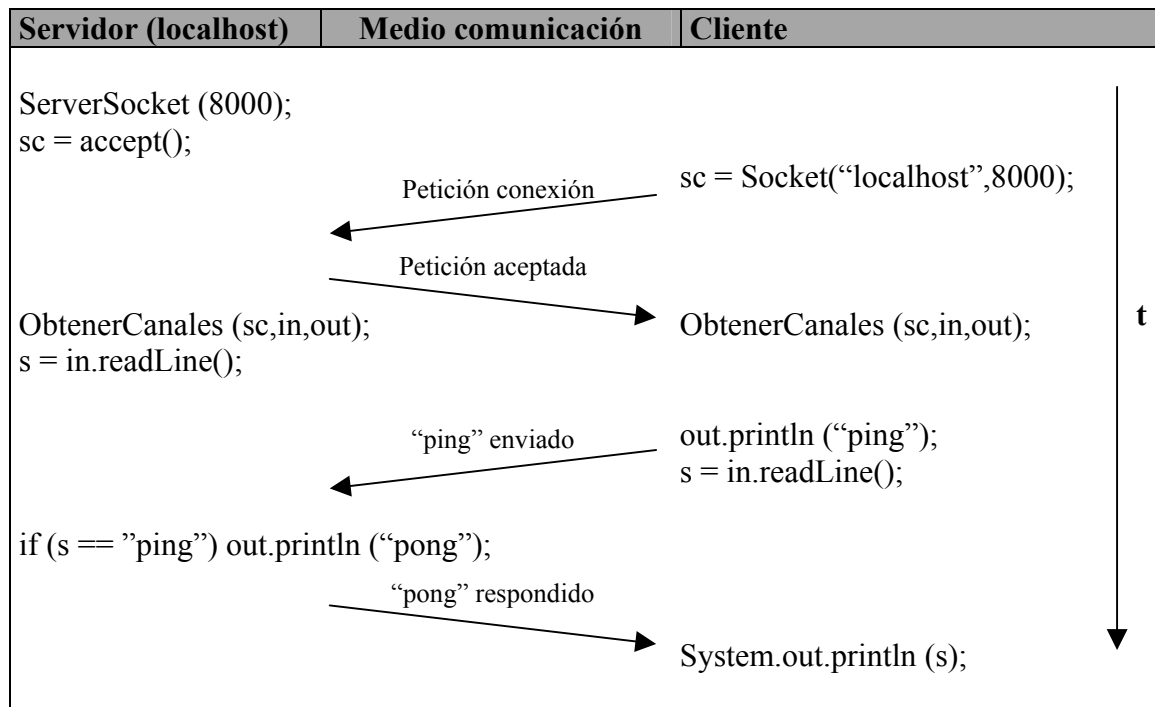 Servidor (localhost) Medio comunicación Cliente
ServerSocket (8000);
sc = accept();
sc = Socket(“localhost”,8000);
Petición conexión
Petición aceptada
ObtenerCanales (sc,in,out);
s = in.readLine();
ObtenerCanales (sc,in,out);
t
“ping” enviado
out.println (“ping”);
s = in.readLine();
if (s == ”ping”) out.println (“pong”);
“pong” respondido
System.out.println (s);